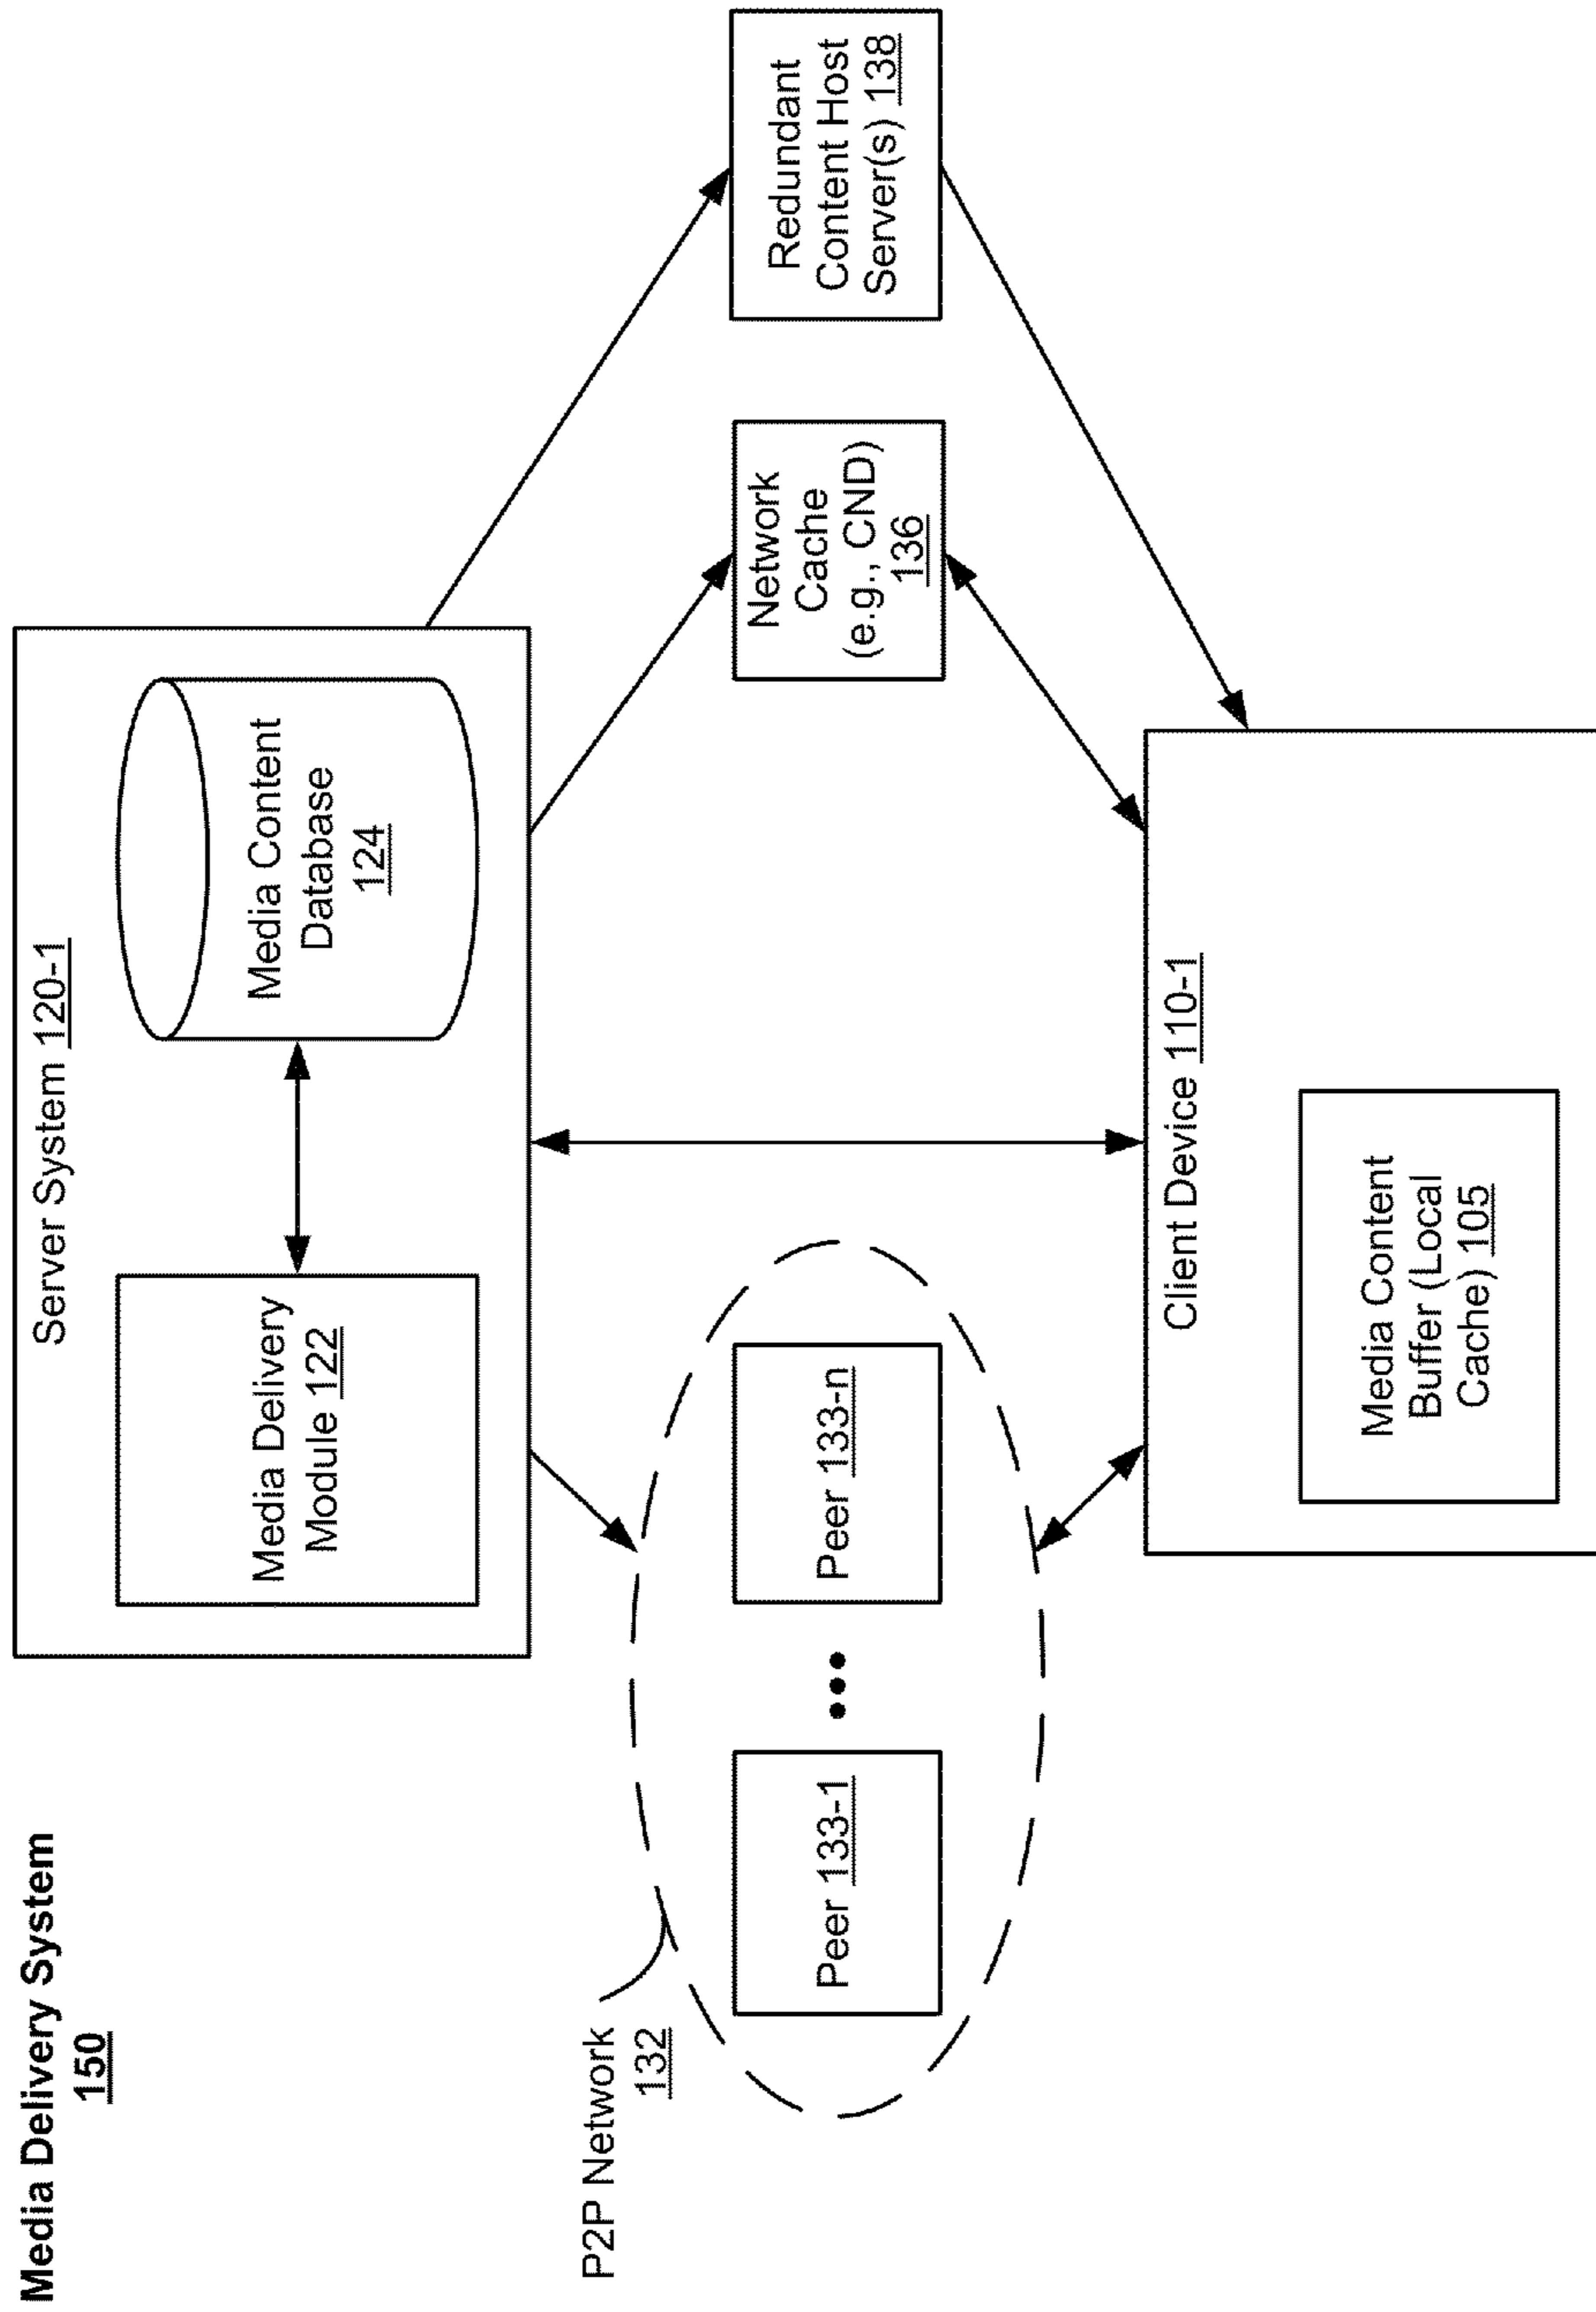 Media Delivery System
150
Server System 120-1
Media Delivery
Module 122
Media Content
Database
124
P2P Network
132
Peer 133-1
Peer 133-n
Network
Cache
(e.g., CND)
136
Redundant
Content Host
Server(s) 138
Client Device 110-1
Media Content
Buffer (Local
Cache) 105